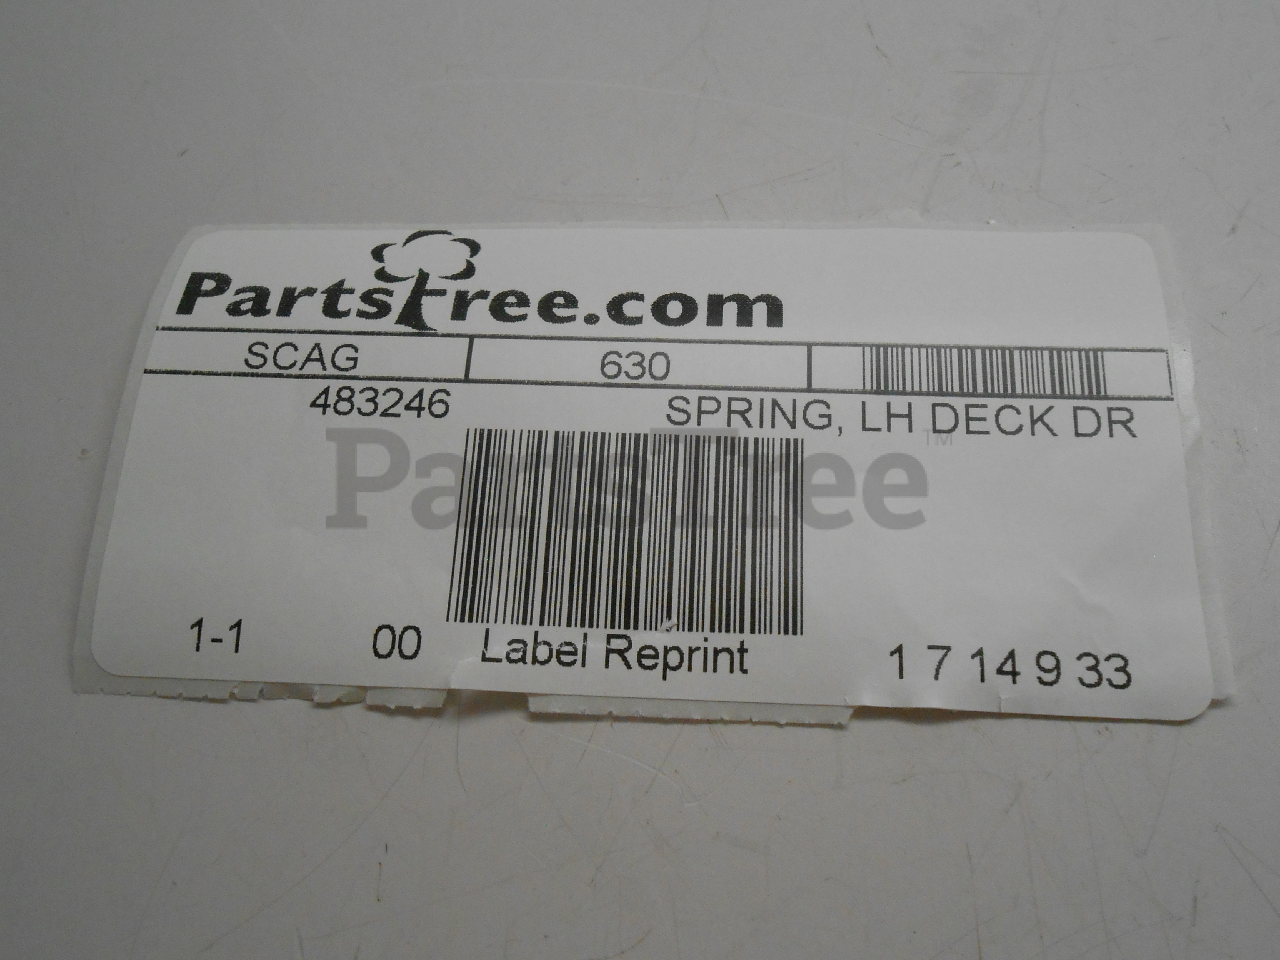 PartsTree.com
SCAG 630
483246 SPRING, LH DECK DR
PartsTree™
1-1 00 Label Reprint 1 7 14 9 33